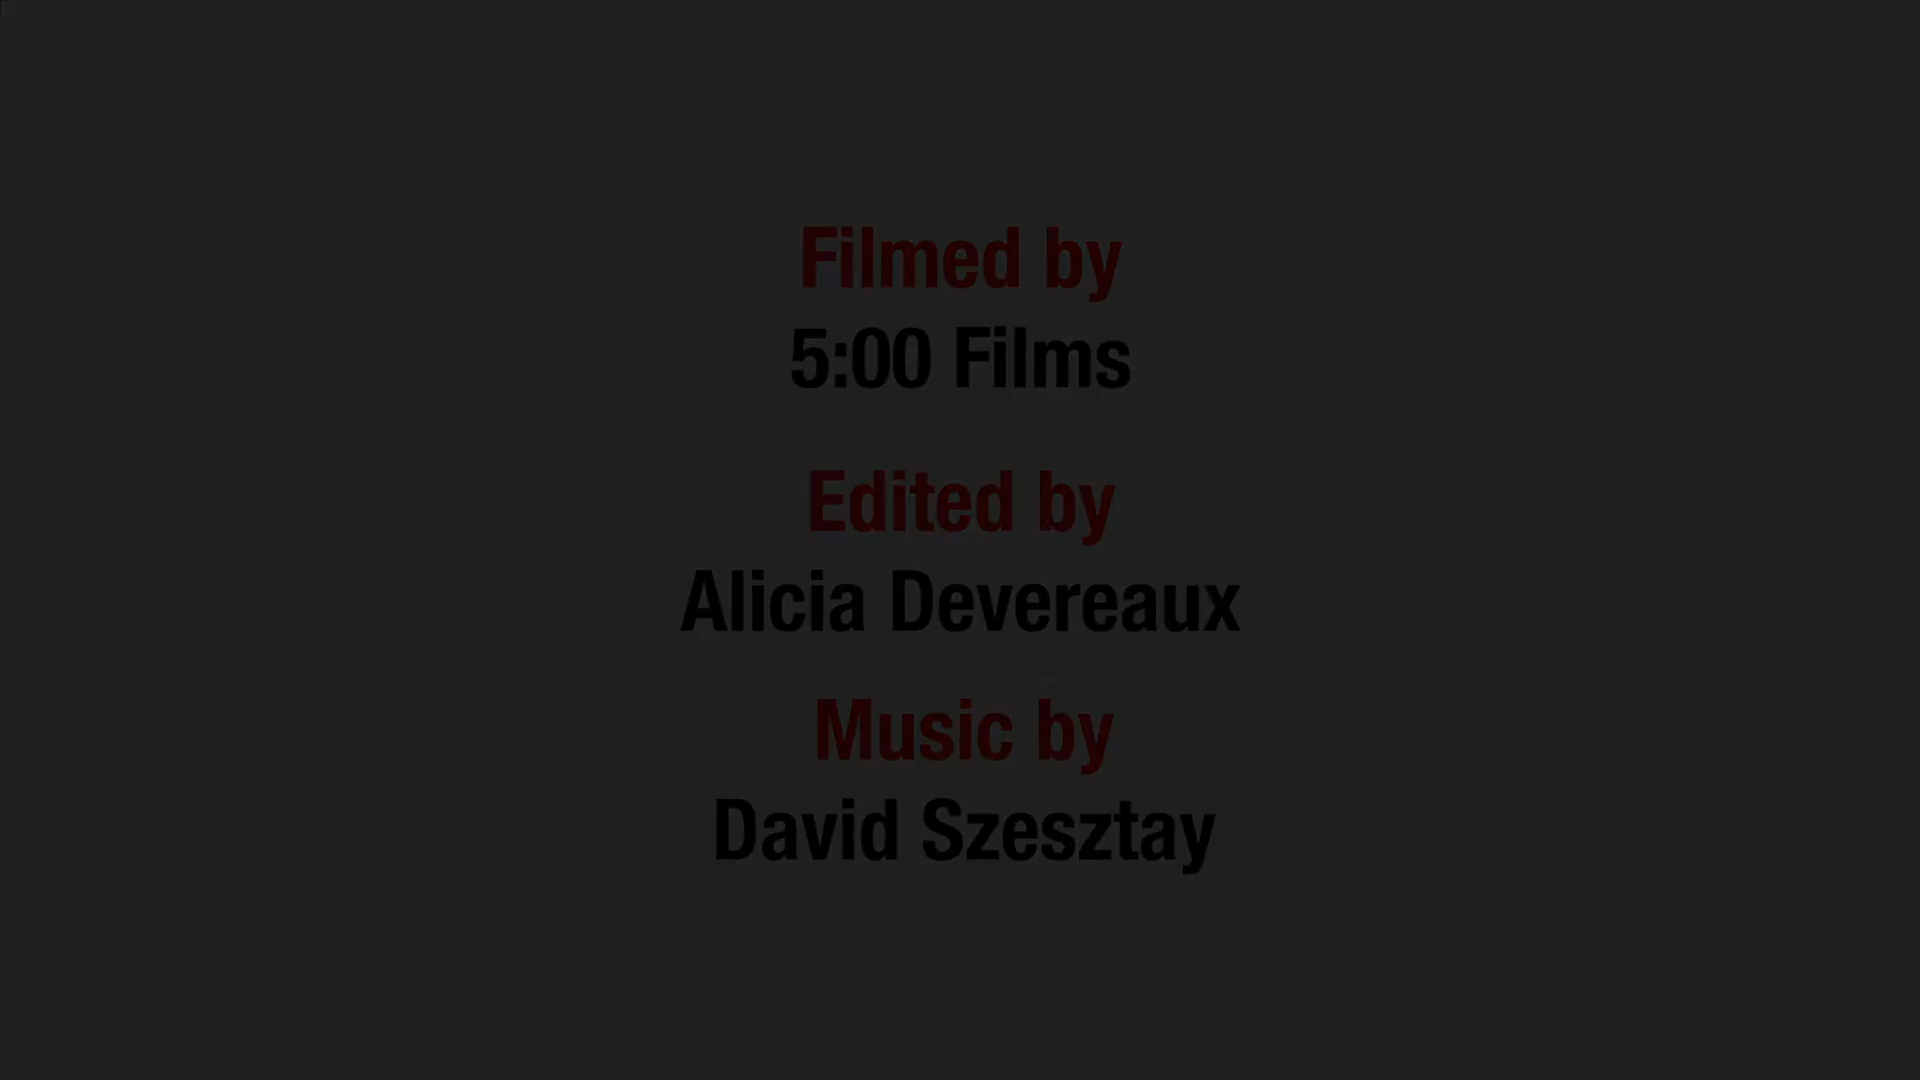 Filmed by
5:00 Films
Edited by
Alicia Devereaux
Music by
David Szesztay